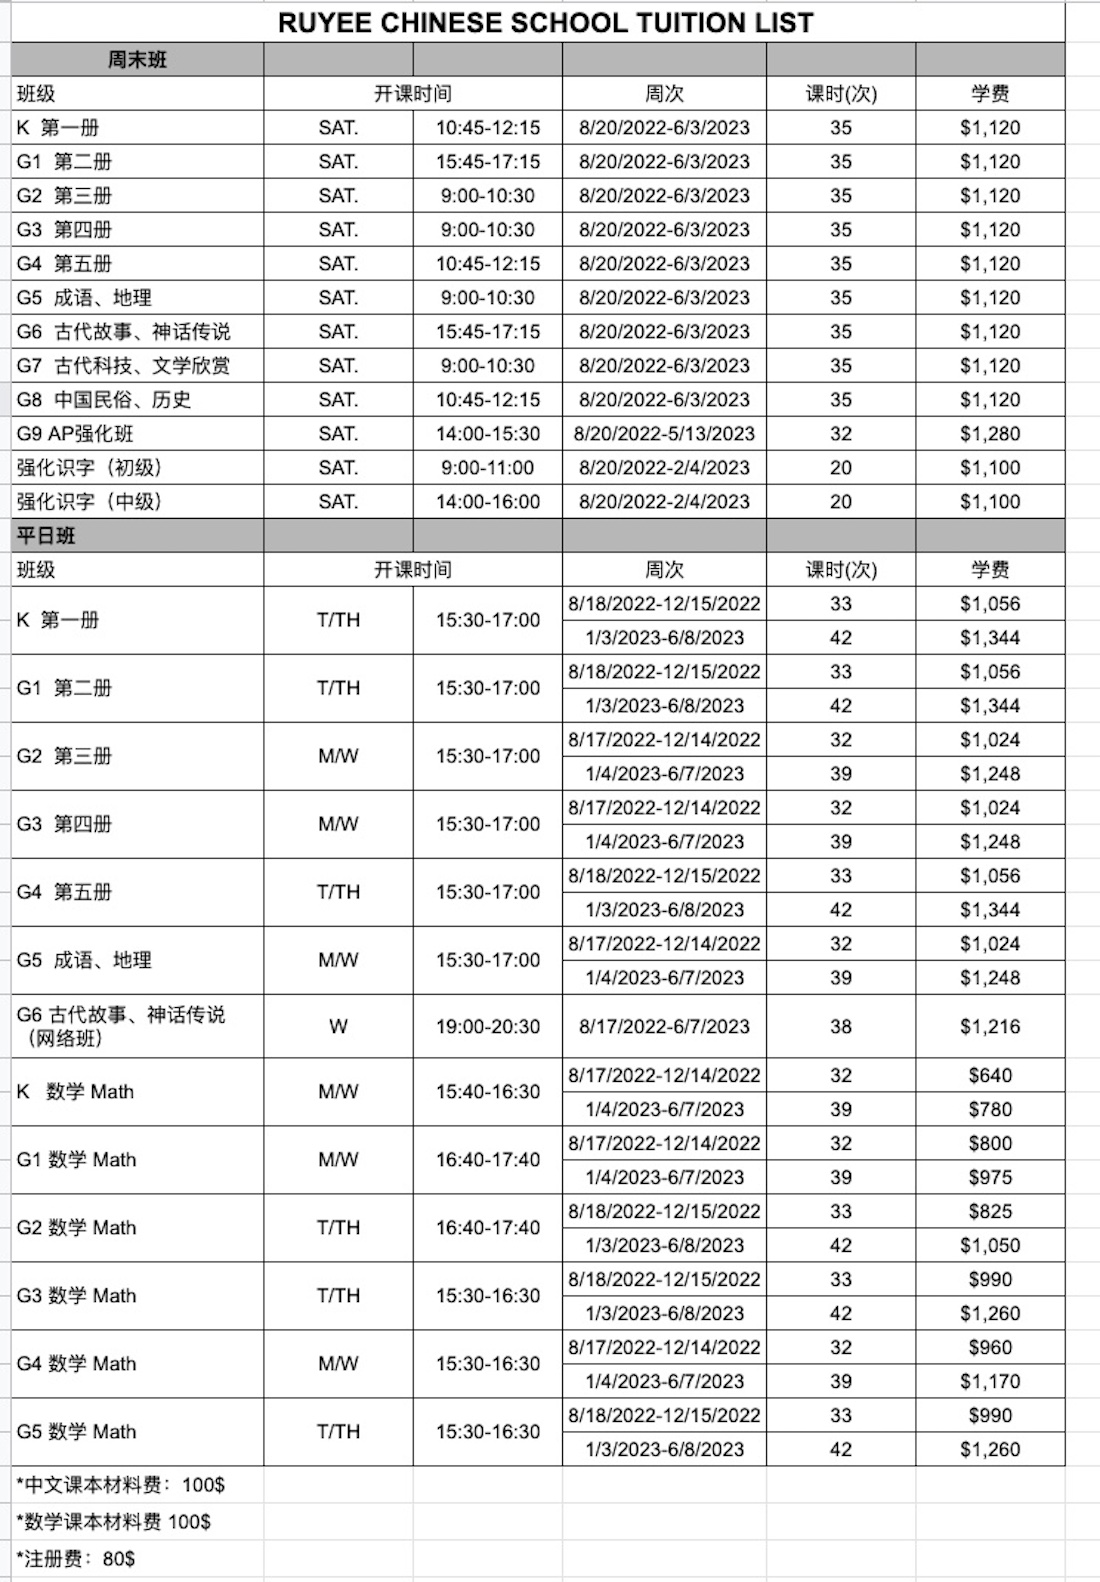 RUYEE CHINESE SCHOOL TUITION LIST
周末班
班级 开课时间 周次 课时(次) 学费
K 第一册 SAT. 10:45-12:15 8/20/2022-6/3/2023 35 $1,120
G1 第二册 SAT. 15:45-17:15 8/20/2022-6/3/2023 35 $1,120
G2 第三册 SAT. 9:00-10:30 8/20/2022-6/3/2023 35 $1,120
G3 第四册 SAT. 9:00-10:30 8/20/2022-6/3/2023 35 $1,120
G4 第五册 SAT. 10:45-12:15 8/20/2022-6/3/2023 35 $1,120
G5 成语、地理 SAT. 9:00-10:30 8/20/2022-6/3/2023 35 $1,120
G6 古代故事、神话传说 SAT. 15:45-17:15 8/20/2022-6/3/2023 35 $1,120
G7 古代科技、文学欣赏 SAT. 9:00-10:30 8/20/2022-6/3/2023 35 $1,120
G8 中国民俗、历史 SAT. 10:45-12:15 8/20/2022-6/3/2023 35 $1,120
G9 AP强化班 SAT. 14:00-15:30 8/20/2022-5/13/2023 32 $1,280
强化识字（初级） SAT. 9:00-11:00 8/20/2022-2/4/2023 20 $1,100
强化识字（中级） SAT. 14:00-16:00 8/20/2022-2/4/2023 20 $1,100
平日班
班级 开课时间 周次 课时(次) 学费
K 第一册 T/TH 15:30-17:00 8/18/2022-12/15/2022 33 $1,056
1/3/2023-6/8/2023 42 $1,344
G1 第二册 T/TH 15:30-17:00 8/18/2022-12/15/2022 33 $1,056
1/3/2023-6/8/2023 42 $1,344
G2 第三册 M/W 15:30-17:00 8/17/2022-12/14/2022 32 $1,024
1/4/2023-6/7/2023 39 $1,248
G3 第四册 M/W 15:30-17:00 8/17/2022-12/14/2022 32 $1,024
1/4/2023-6/7/2023 39 $1,248
G4 第五册 T/TH 15:30-17:00 8/18/2022-12/15/2022 33 $1,056
1/3/2023-6/8/2023 42 $1,344
G5 成语、地理 M/W 15:30-17:00 8/17/2022-12/14/2022 32 $1,024
1/4/2023-6/7/2023 39 $1,248
G6 古代故事、神话传说
（网络班） W 19:00-20:30 8/17/2022-6/7/2023 38 $1,216
K 数学 Math M/W 15:40-16:30 8/17/2022-12/14/2022 32 $640
1/4/2023-6/7/2023 39 $780
G1 数学 Math M/W 16:40-17:40 8/17/2022-12/14/2022 32 $800
1/4/2023-6/7/2023 39 $975
G2 数学 Math T/TH 16:40-17:40 8/18/2022-12/15/2022 33 $825
1/3/2023-6/8/2023 42 $1,050
G3 数学 Math T/TH 15:30-16:30 8/18/2022-12/15/2022 33 $990
1/3/2023-6/8/2023 42 $1,260
G4 数学 Math M/W 15:30-16:30 8/17/2022-12/14/2022 32 $960
1/4/2023-6/7/2023 39 $1,170
G5 数学 Math T/TH 15:30-16:30 8/18/2022-12/15/2022 33 $990
1/3/2023-6/8/2023 42 $1,260
*中文课本材料费：100$
*数学课本材料费 100$
*注册费：80$